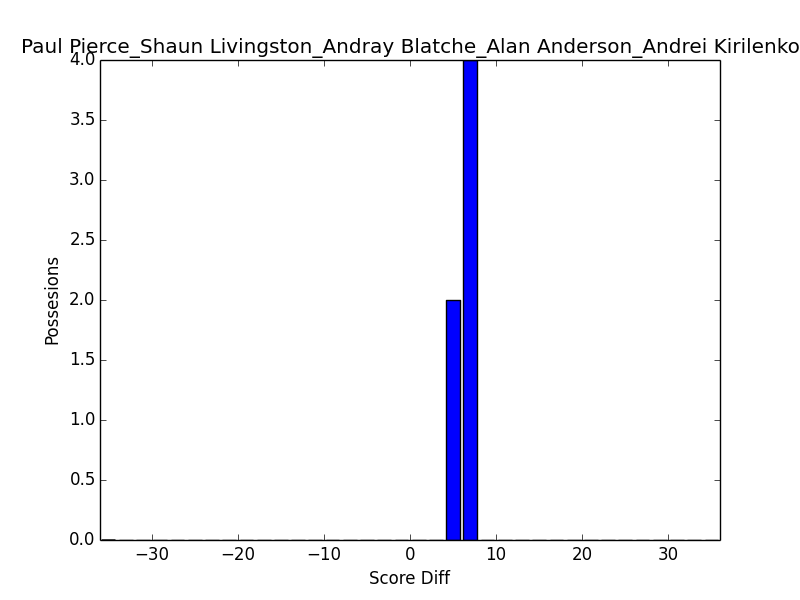 Paul Pierce_Shaun Livingston_Andray Blatche_Alan Anderson_Andrei Kirilenko
4.0
3.5
3.0
2.5
2.0
1.5
1.0
0.5
0.0
Possesions
−30 −20 −10 0 10 20 30
Score Diff